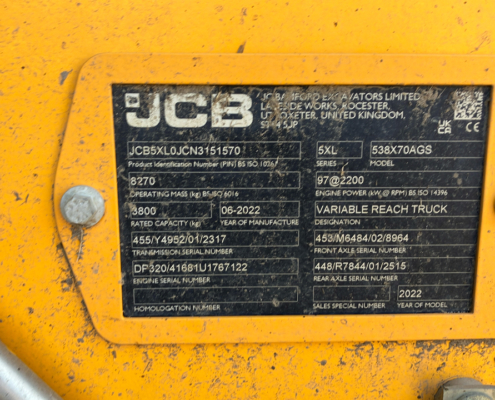 JCB
JC BAMFORD EXCAVATORS LIMITED
LAKESIDE WORKS, ROCESTER,
UTTOXETER, UNITED KINGDOM,
ST14 5JP
UK
CA
CE
JCB5XL0JCN3151570 5XL 538X70AGS
Product Identification Number (PIN) BS ISO 10261 SERIES MODEL
8270 97@2200
OPERATING MASS (kg) BS ISO 6016 ENGINE POWER (kW @ RPM) BS ISO 14396
3800 06-2022 VARIABLE REACH TRUCK
RATED CAPACITY (kg) YEAR OF MANUFACTURE DESIGNATION
455/Y4952/01/2317 453/M6484/02/8964
TRANSMISSION SERIAL NUMBER FRONT AXLE SERIAL NUMBER
DP320/41681U1767122 448/R7844/01/2515
ENGINE SERIAL NUMBER REAR AXLE SERIAL NUMBER
2022
HOMOLOGATION NUMBER SALES SPECIAL NUMBER YEAR OF MODEL